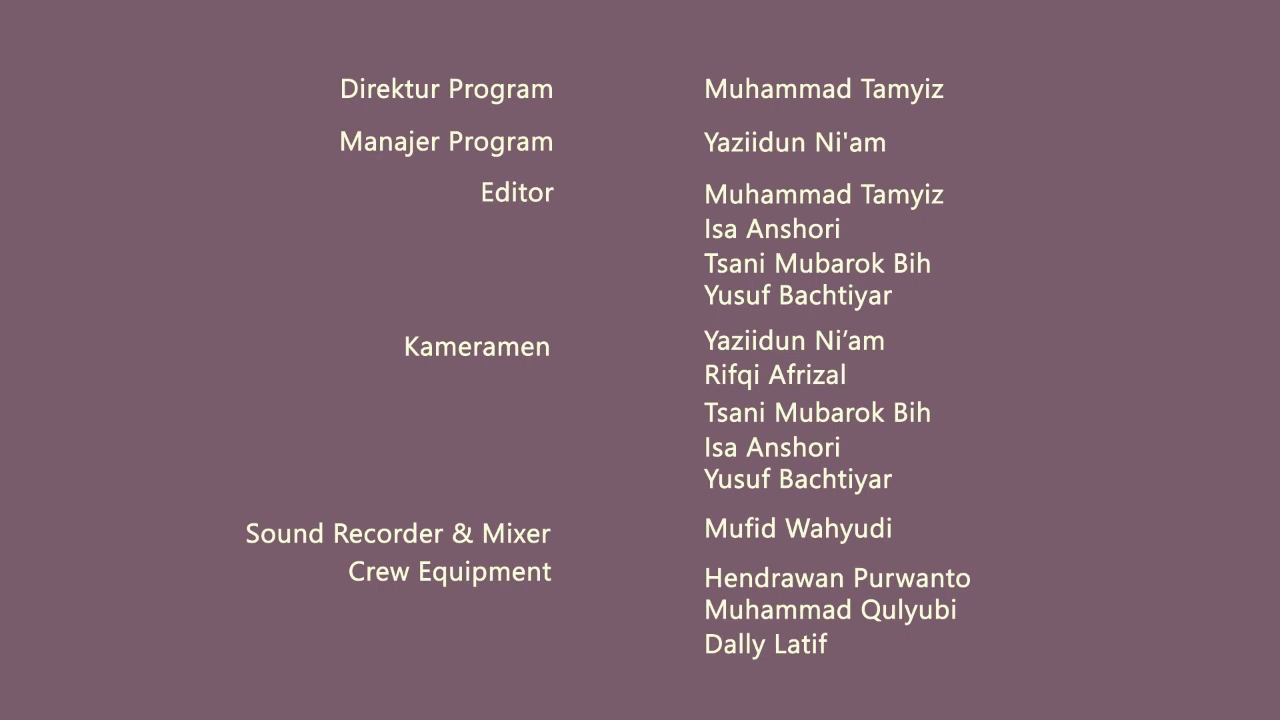 Direktur Program Muhammad Tamyiz
Manajer Program Yaziidun Ni'am
Editor Muhammad Tamyiz
Isa Anshori
Tsani Mubarok Bih
Yusuf Bachtiyar
Kameramen Yaziidun Ni’am
Rifqi Afrizal
Tsani Mubarok Bih
Isa Anshori
Yusuf Bachtiyar
Sound Recorder & Mixer Mufid Wahyudi
Crew Equipment Hendrawan Purwanto
Muhammad Qulyubi
Dally Latif